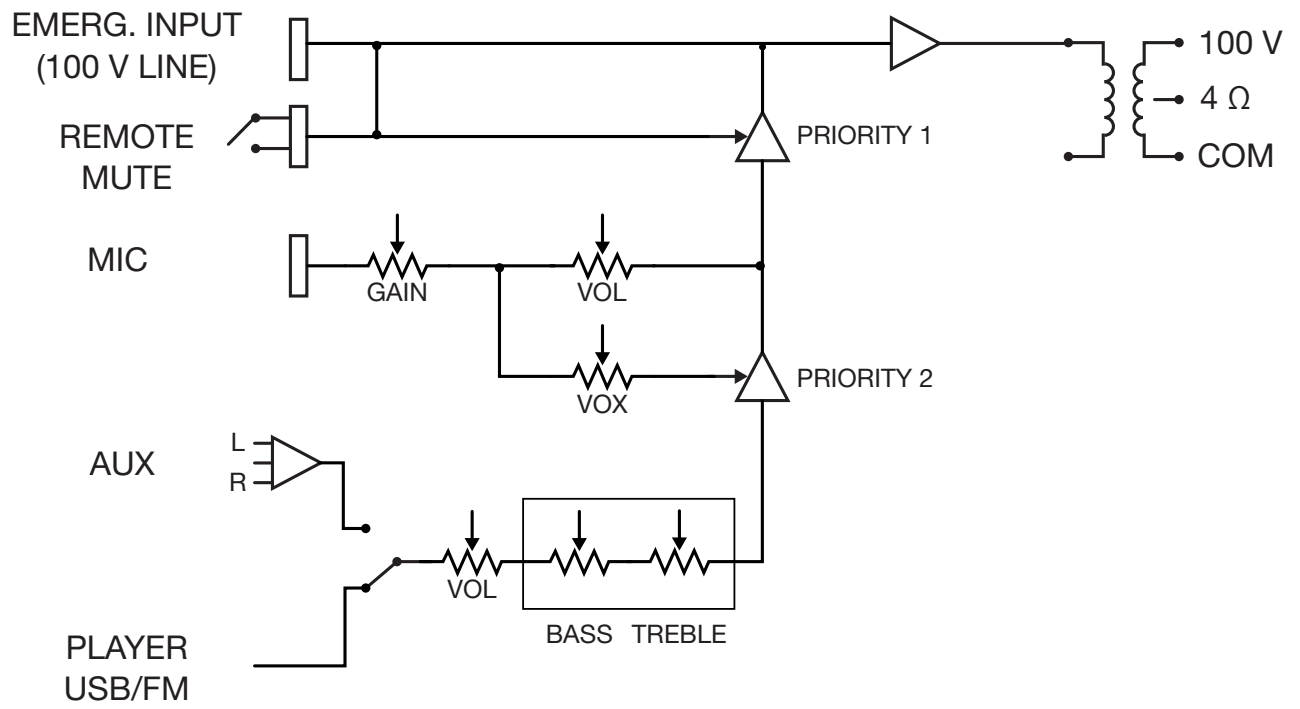 EMERG. INPUT
(100 V LINE)
100 V
4 Ω
COM
REMOTE
MUTE
PRIORITY 1
MIC
GAIN
VOL
VOX
PRIORITY 2
AUX
L
R
VOL
BASS TREBLE
PLAYER
USB/FM